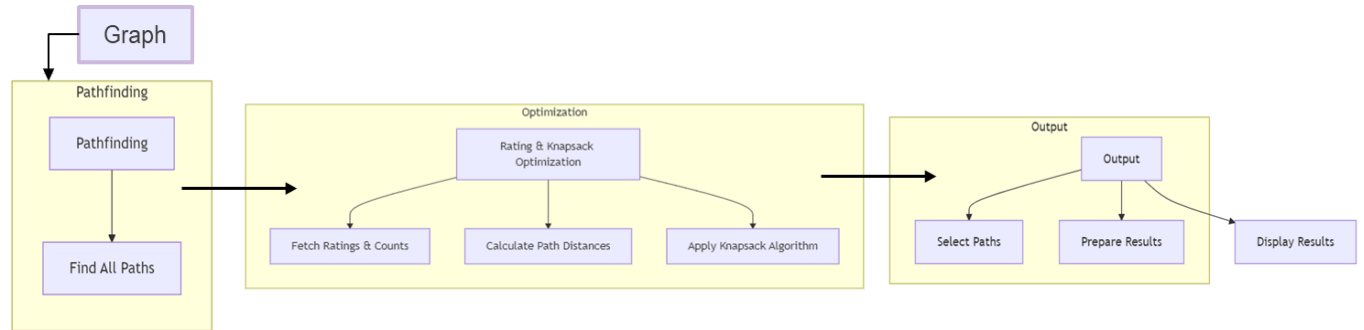 Graph
Pathfinding
Pathfinding
Find All Paths
Optimization
Rating & Knapsack
Optimization
Fetch Ratings & Counts
Calculate Path Distances
Apply Knapsack Algorithm
Output
Output
Select Paths
Prepare Results
Display Results